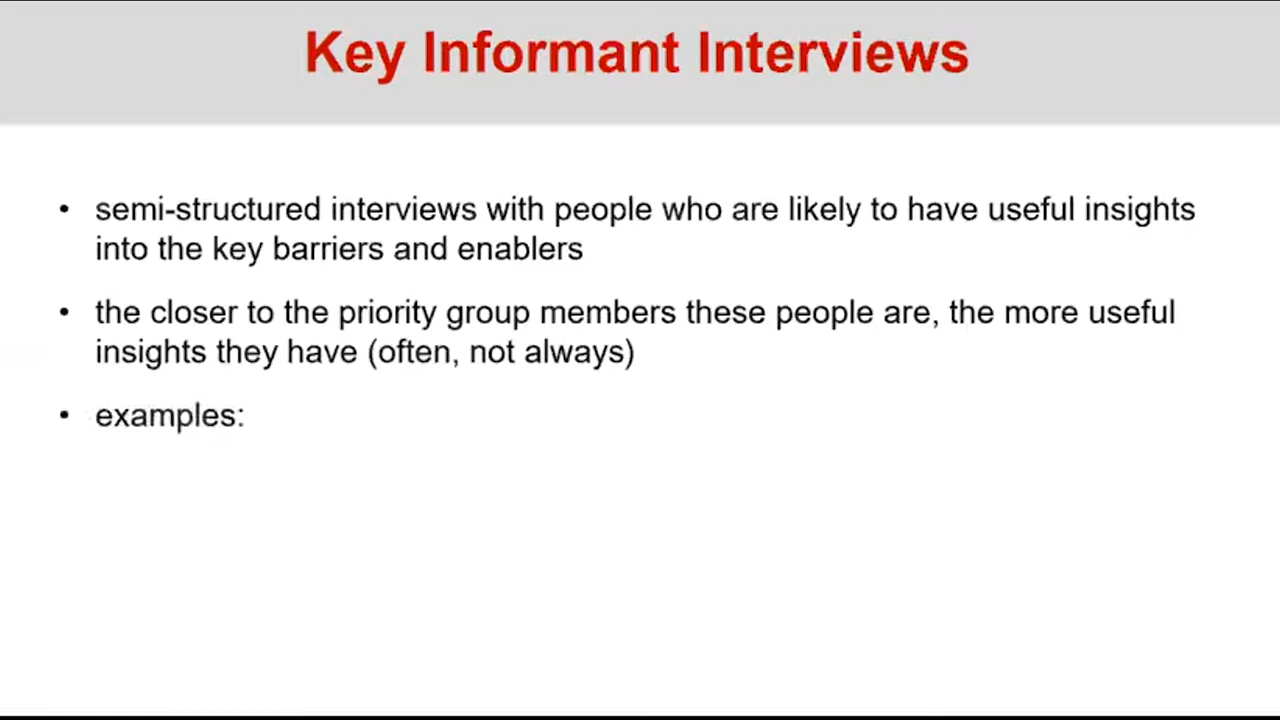 Key Informant Interviews
• semi-structured interviews with people who are likely to have useful insights
into the key barriers and enablers
• the closer to the priority group members these people are, the more useful
insights they have (often, not always)
• examples: